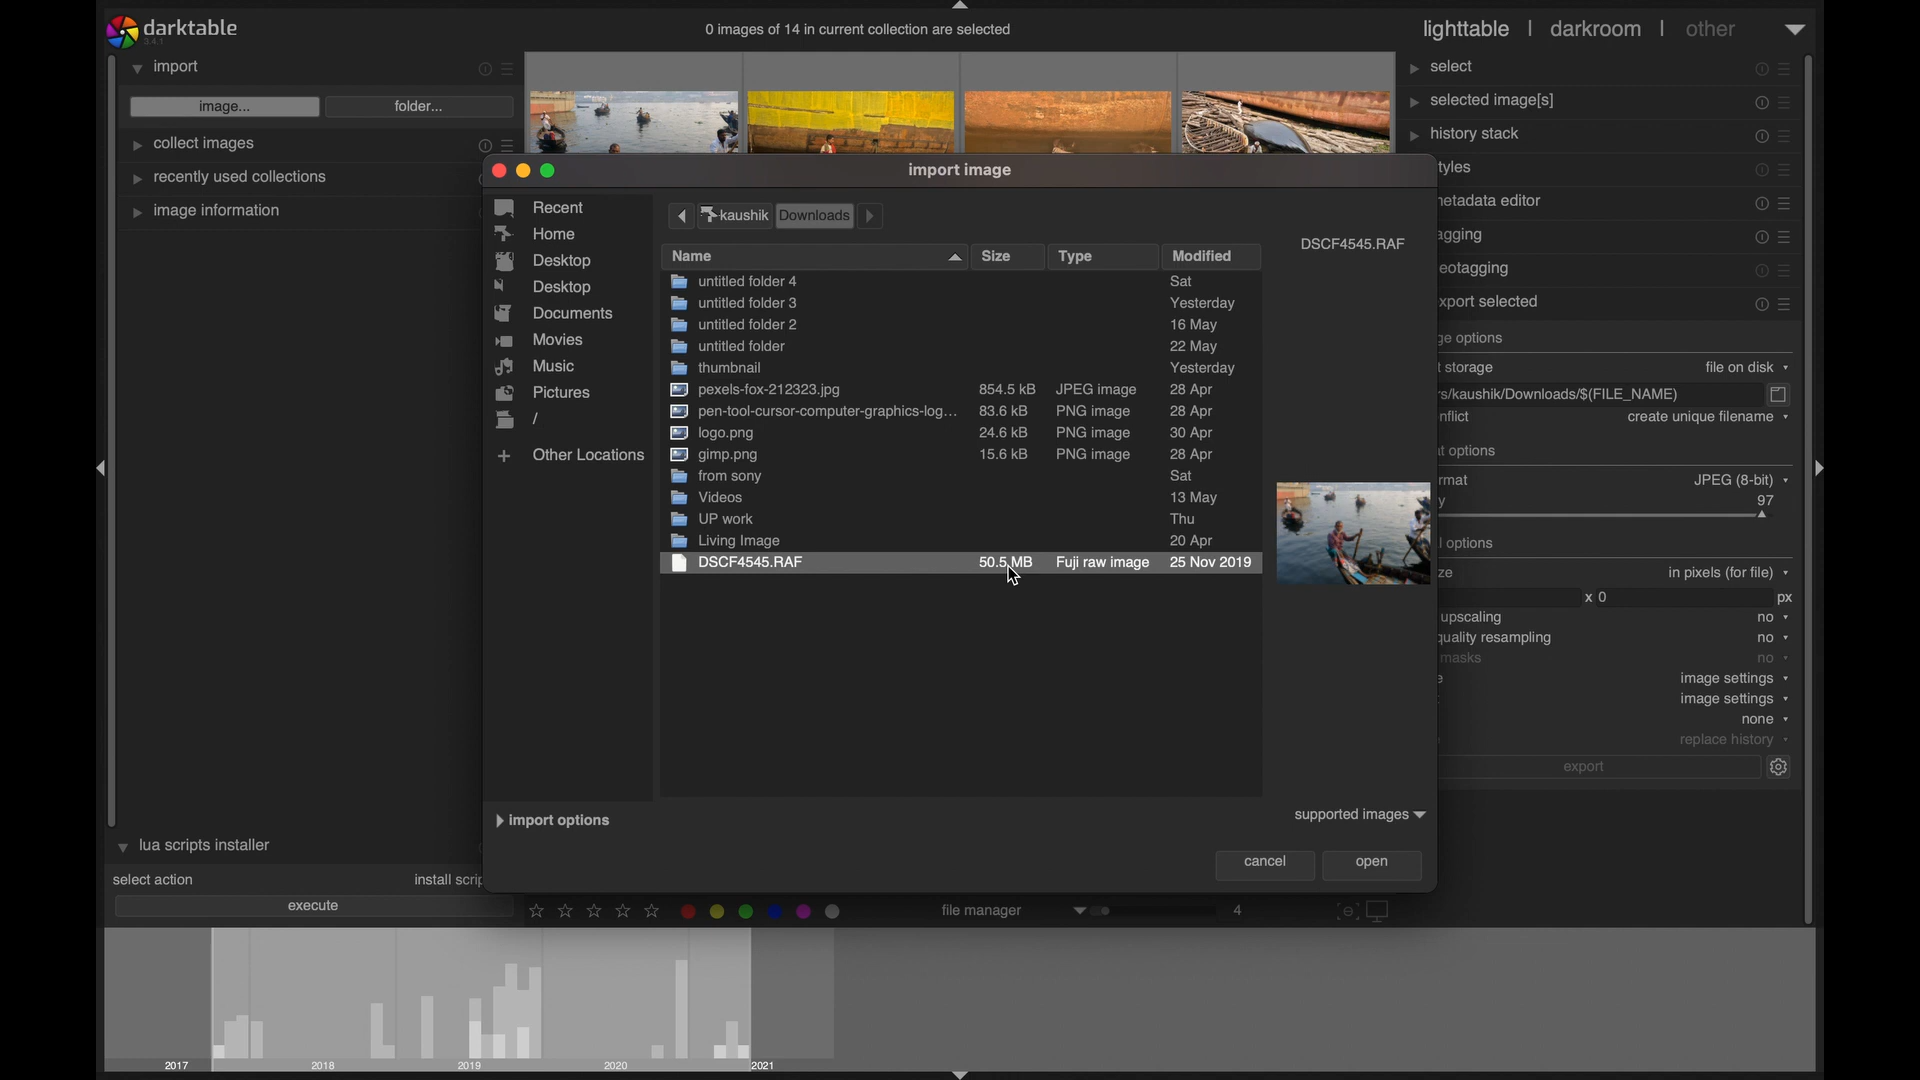 darktable
3.4.1
0 images of 14 in current collection are selected
lighttable | darkroom | other
import
image...
folder...
collect images
recently used collections
image information
select
selected image[s]
history stack
tyles
etadata editor
agging
eotagging
xport selected
ge options
t storage
file on disk
rs/kaushik/Downloads/$(FILE_NAME)
nflict
create unique filename
at options
rmat
JPEG (8-bit)
y
97
l options
ze
in pixels (for file)
x 0
px
upscaling
no
quality resampling
no
masks
no
e
image settings
t
image settings
none
e
replace history
export
import image
Recent
Home
Desktop
Desktop
Documents
Movies
Music
Pictures
/
Other Locations
kaushik
Downloads
Name
Size
Type
Modified
untitled folder 4 Sat
untitled folder 3 Yesterday
untitled folder 2 16 May
untitled folder 22 May
thumbnail Yesterday
pexels-fox-212323.jpg 854.5 kB JPEG image 28 Apr
pen-tool-cursor-computer-graphics-log... 83.6 kB PNG image 28 Apr
logo.png 24.6 kB PNG image 30 Apr
gimp.png 15.6 kB PNG image 28 Apr
from sony Sat
Videos 13 May
UP work Thu
Living Image 20 Apr
DSCF4545.RAF 50.5 MB Fuji raw image 25 Nov 2019
DSCF4545.RAF
import options
supported images
cancel
open
lua scripts installer
select action
install scrip
execute
file manager
4
2017
2018
2019
2020
2021